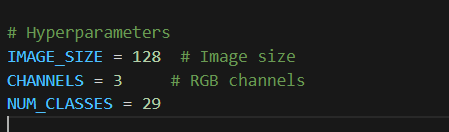 # Hyperparameters
IMAGE_SIZE = 128  # Image size
CHANNELS = 3     # RGB channels
NUM_CLASSES = 29